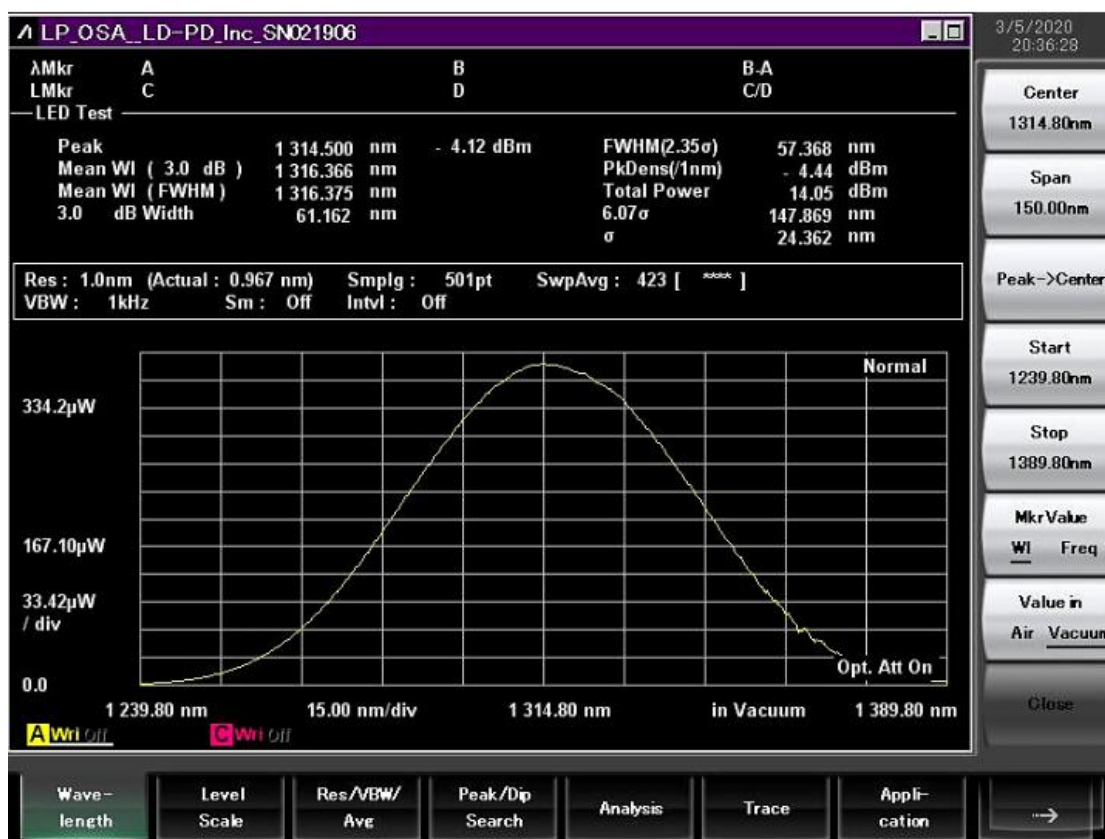 LP_OSA__LD-PD_Inc_SN021906
3/5/2020
20:36:28
λMkr A B B-A
LMkr C D C/D
LED Test
Peak 1 314.500 nm - 4.12 dBm FWHM(2.35σ) 57.368 nm
Mean Wl ( 3.0 dB ) 1 316.366 nm PkDens(/1nm) - 4.44 dBm
Mean Wl ( FWHM ) 1 316.375 nm Total Power 14.05 dBm
3.0 dB Width 61.162 nm 6.07σ 147.869 nm
σ 24.362 nm
Res : 1.0nm (Actual : 0.967 nm) Smplg : 501pt SwpAvg : 423 [ **** ]
VBW : 1kHz Sm : Off Intvl : Off
Normal
334.2µW
167.10µW
33.42µW
/ div
0.0
Opt. Att On
1 239.80 nm 15.00 nm/div 1 314.80 nm in Vacuum 1 389.80 nm
A Wri Off C Wri Off
Center
1314.80nm
Span
150.00nm
Peak->Center
Start
1239.80nm
Stop
1389.80nm
Mkr Value
Wl Freq
Value in
Air Vacuum
Close
Wave-
length
Level
Scale
Res/VBW/
Avg
Peak/Dip
Search
Analysis
Trace
Appli-
cation